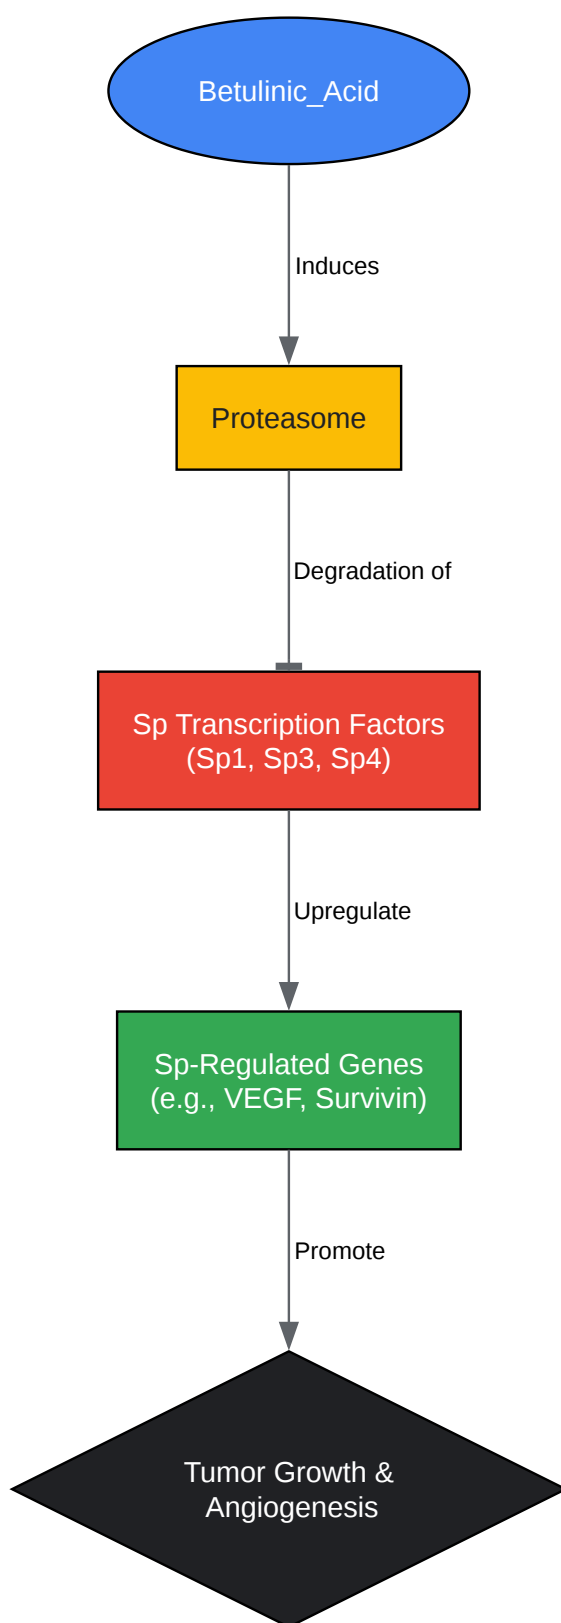 Betulinic_Acid
Induces
Proteasome
Degradation of
Sp Transcription Factors
(Sp1, Sp3, Sp4)
Upregulate
Sp-Regulated Genes
(e.g., VEGF, Survivin)
Promote
Tumor Growth &
Angiogenesis